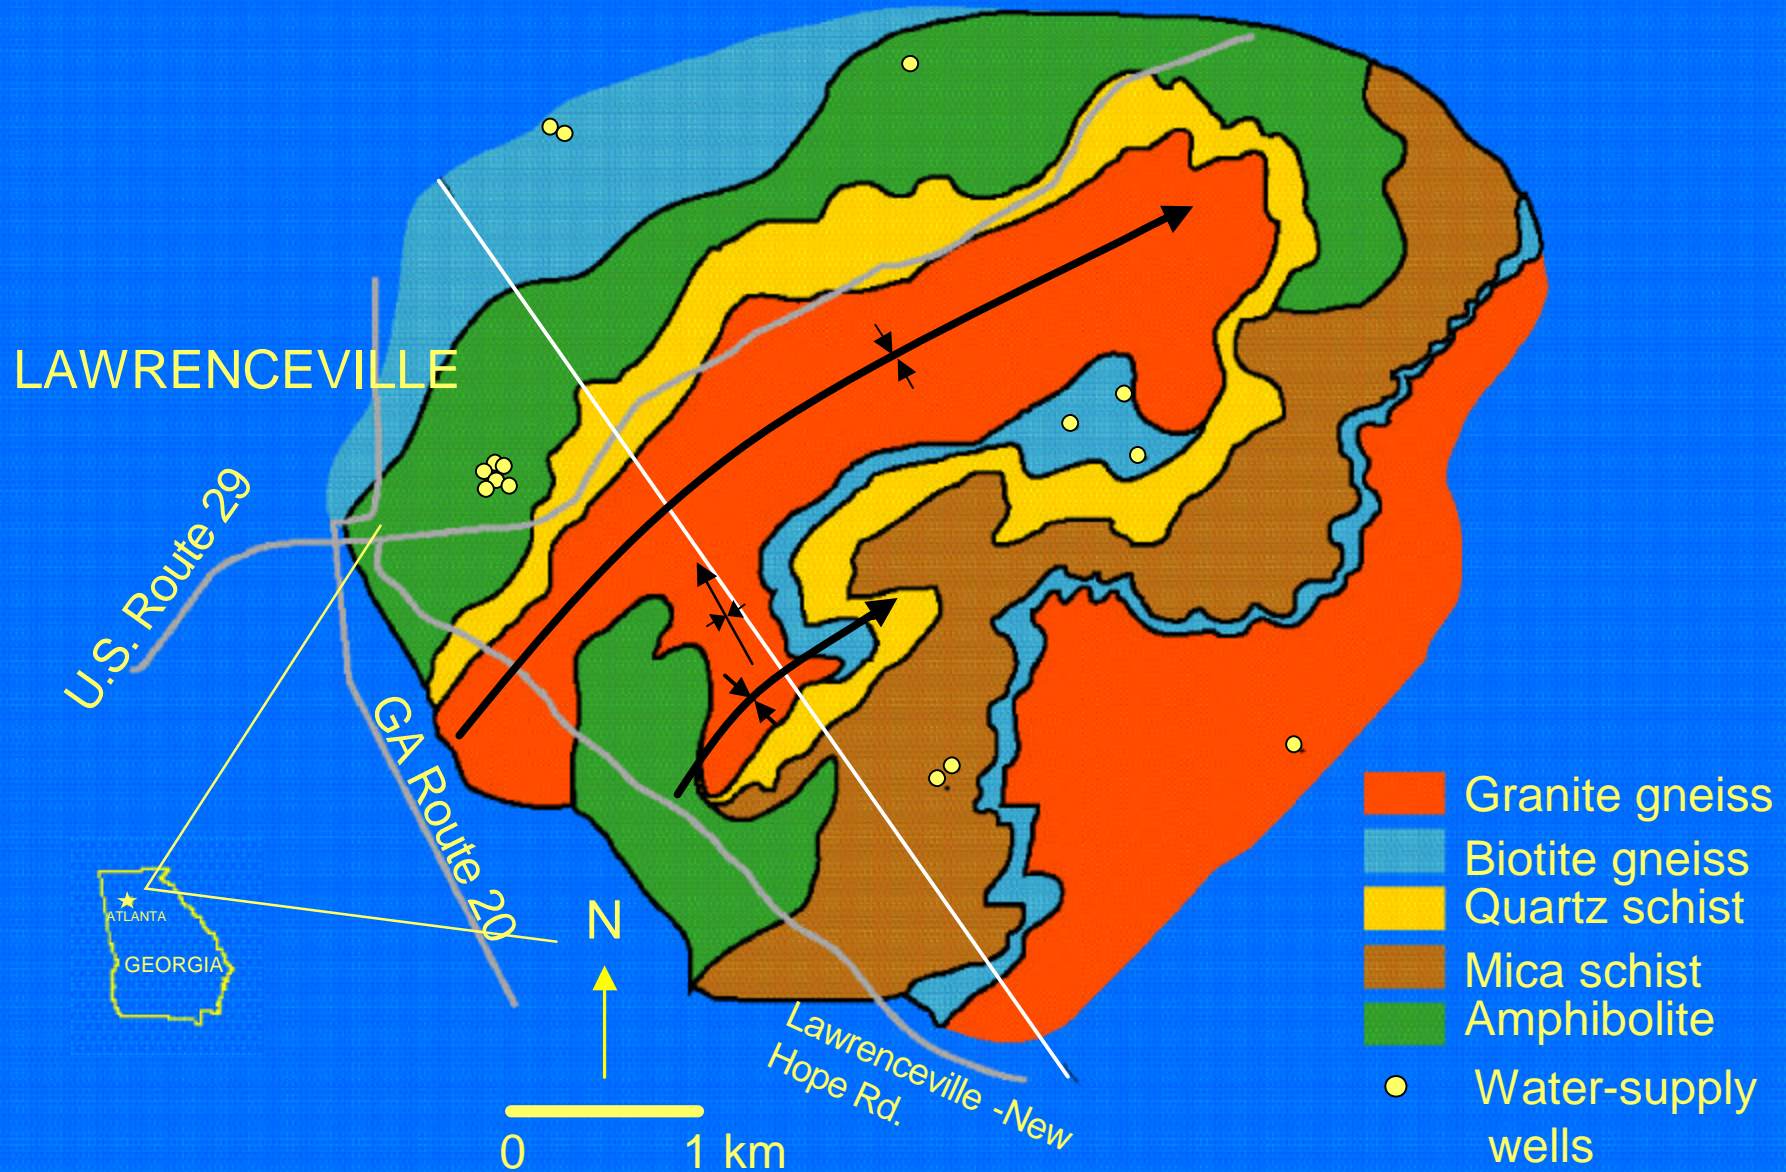 LAWRENCEVILLE
U.S. Route 29
GA Route 20
ATLANTA
GEORGIA
N
0 1 km
Lawrenceville -New
Hope Rd.
Granite gneiss
Biotite gneiss
Quartz schist
Mica schist
Amphibolite
Water-supply
wells